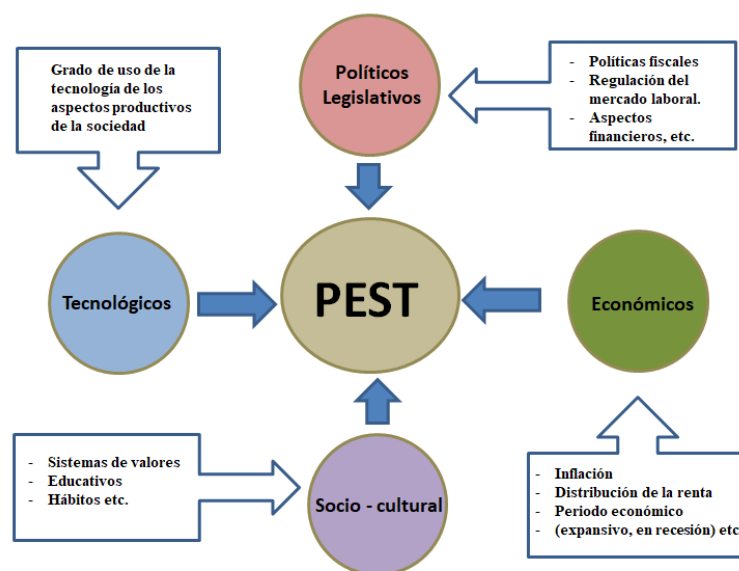 Grado de uso de la
tecnología de los
aspectos productivos
de la sociedad
Políticos
Legislativos
- Políticas fiscales
- Regulación del
mercado laboral.
- Aspectos
financieros, etc.
Tecnológicos
PEST
Económicos
- Sistemas de valores
- Educativos
- Hábitos etc.
Socio - cultural
- Inflación
- Distribución de la renta
- Periodo económico
- (expansivo, en recesión) etc